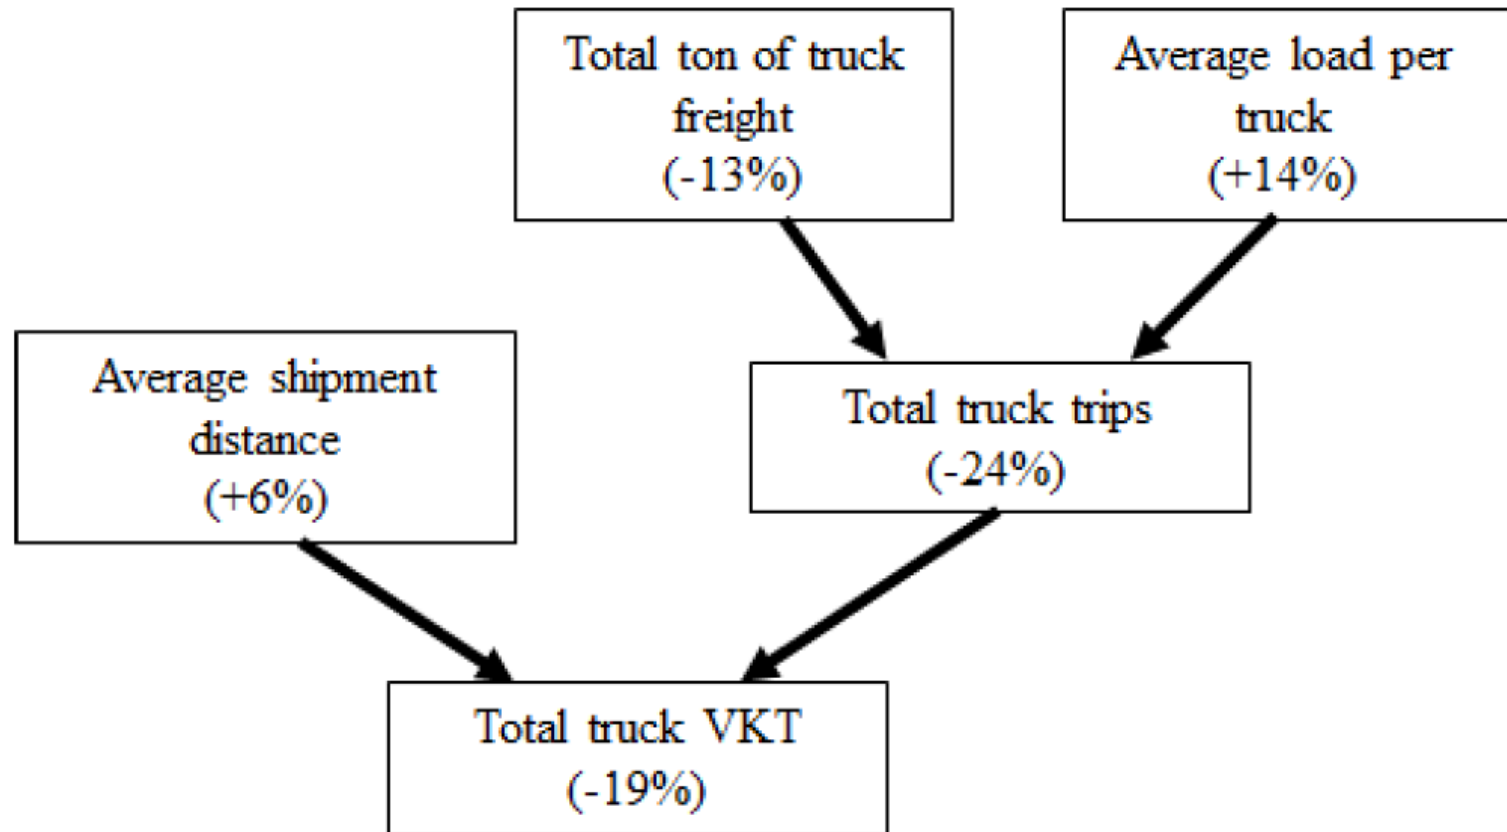 Total ton of truck
freight
(-13%)
Average load per
truck
(+14%)
Average shipment
distance
(+6%)
Total truck trips
(-24%)
Total truck VKT
(-19%)